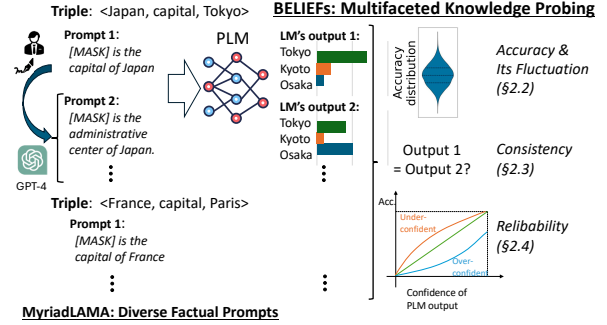 BELIEFs: Multifaceted Knowledge Probing
Triple: <Japan, capital, Tokyo>
Prompt 1:
[MASK] is the
capital of Japan
Prompt 2:
[MASK] is the
administrative
center of Japan.
GPT-4
Triple: <France, capital, Paris>
Prompt 1:
[MASK] is the
capital of France
MyriadLAMA: Diverse Factual Prompts
PLM
LM's output 1:
Tokyo
Kyoto
Osaka
LM's output 2:
Tokyo
Kyoto
Osaka
Accuracy
distribution
Accuracy &
Its Fluctuation
(§2.2)
Output 1
= Output 2?
Consistency
(§2.3)
Acc.
Under-
confident
Over-
confident
Confidence of
PLM output
Relibability
(§2.4)